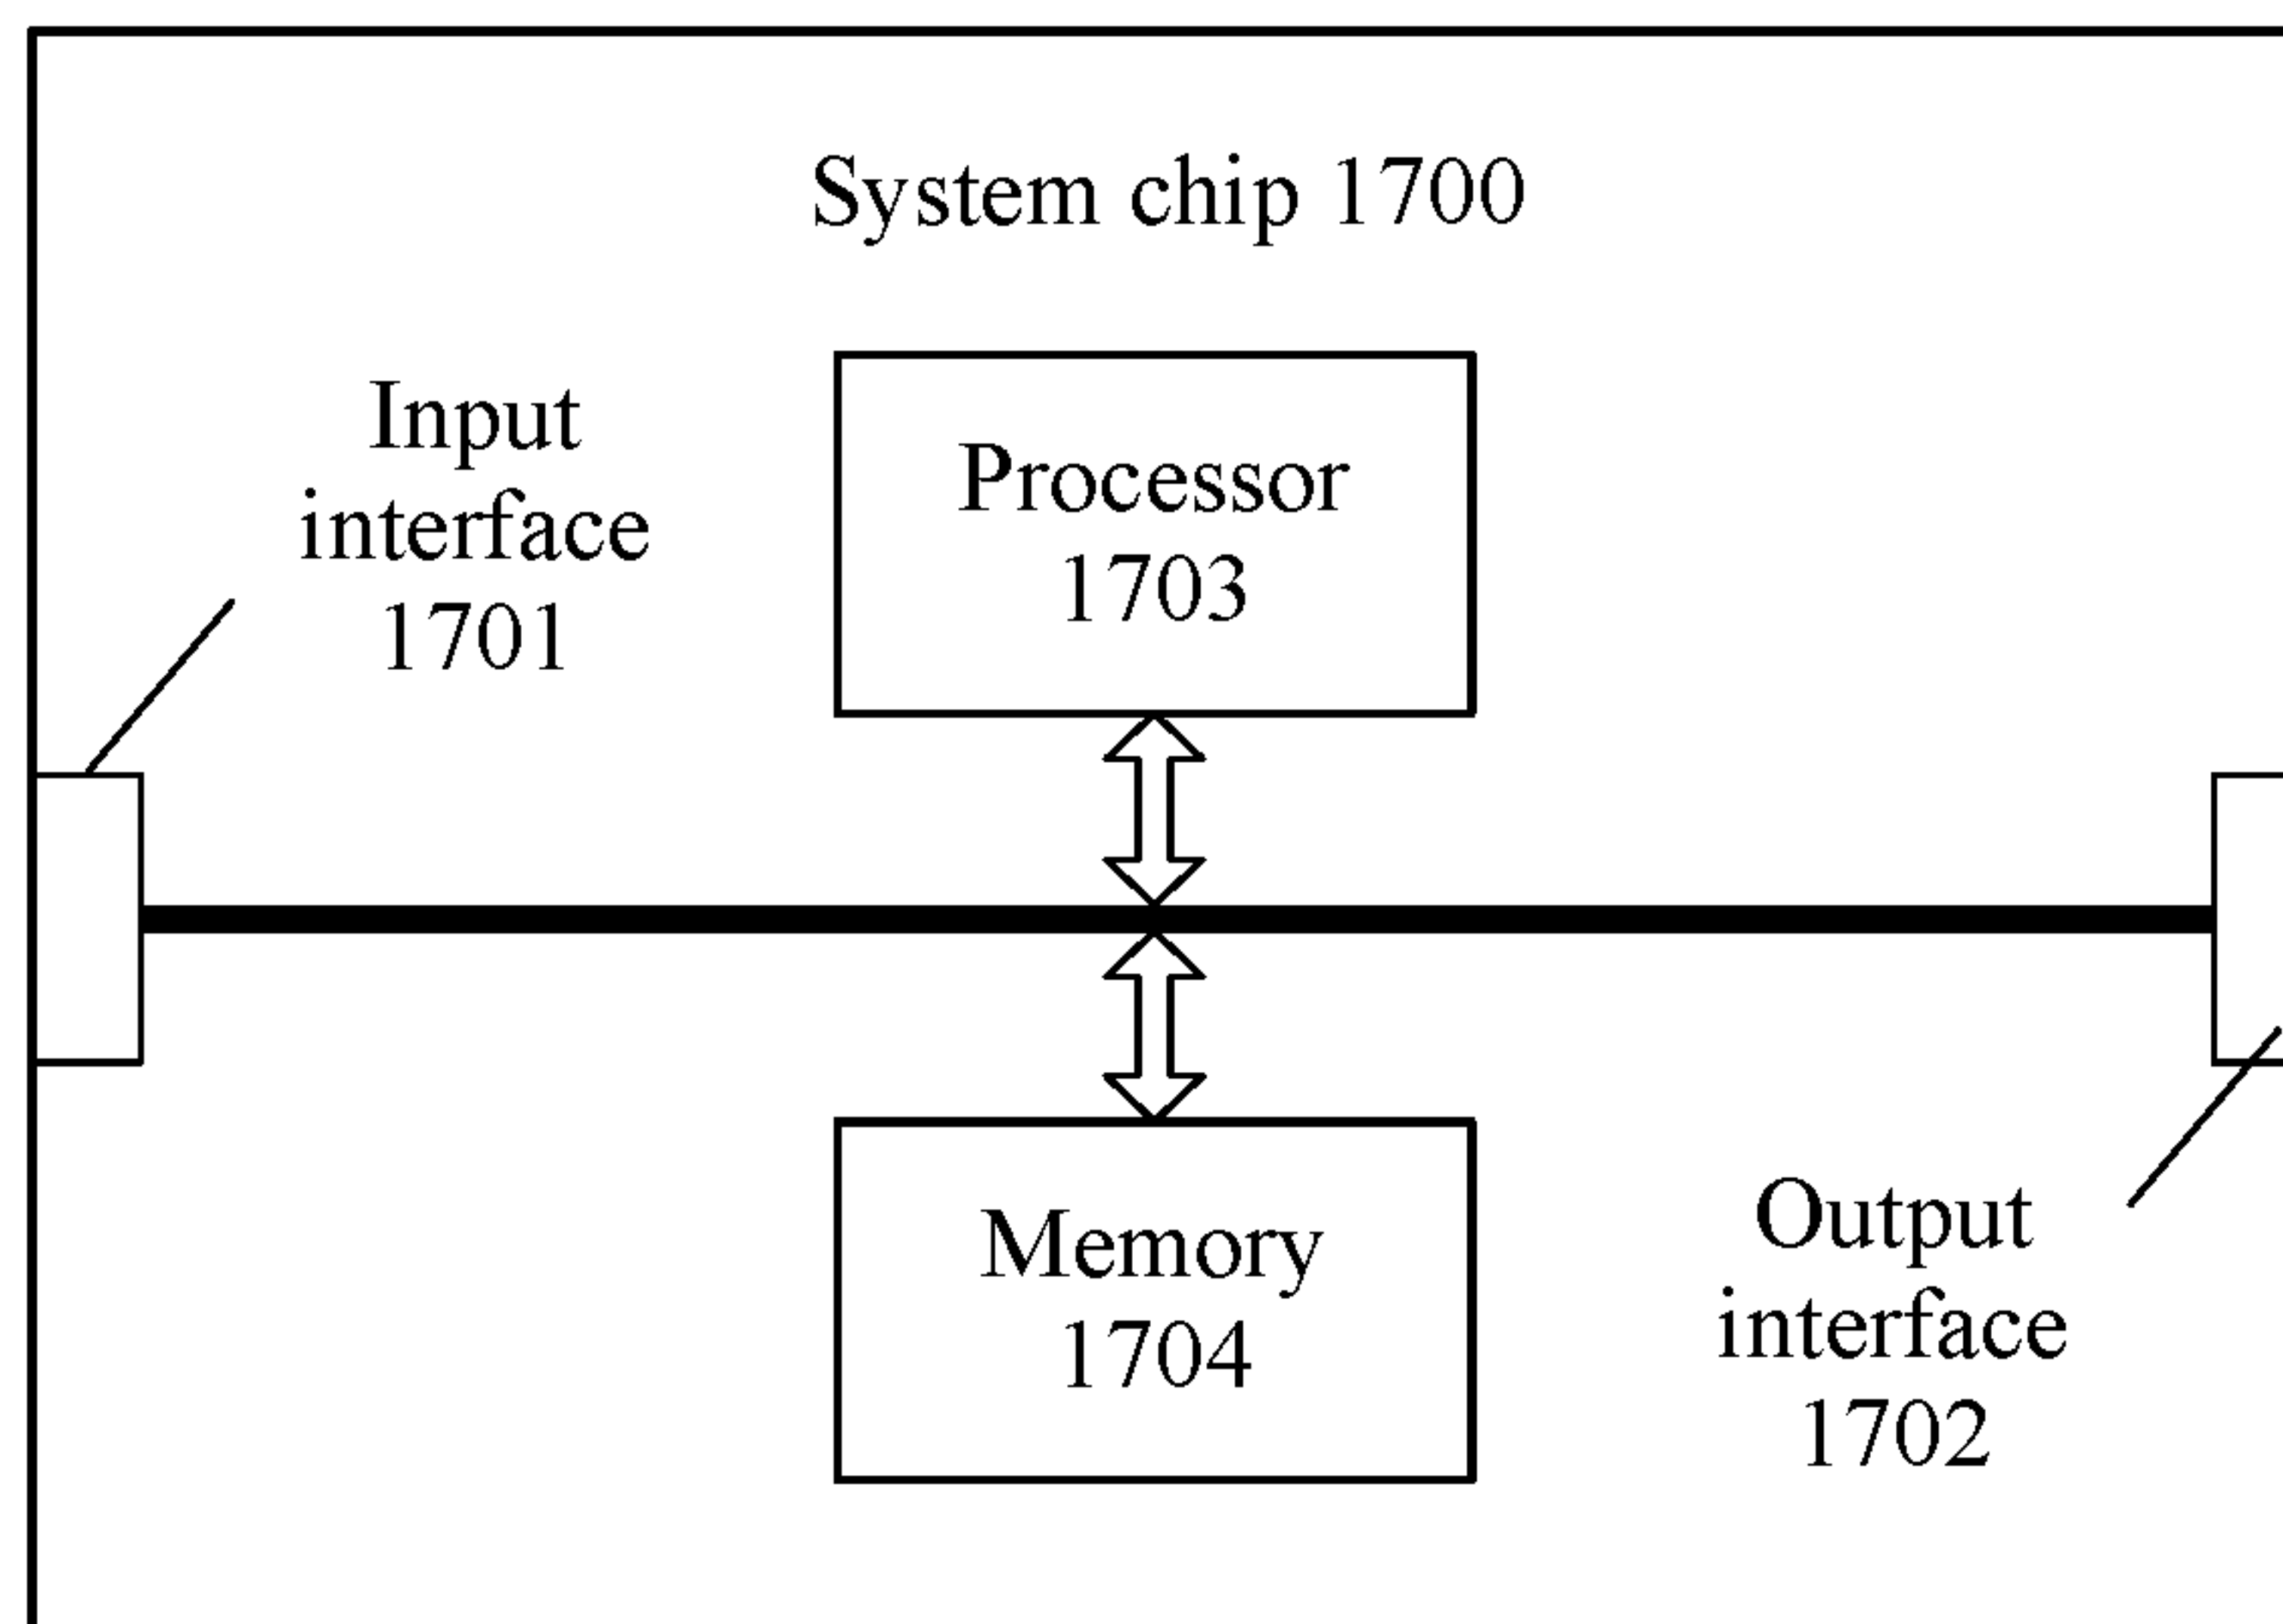 System chip 1700
Input
interface
1701
Processor
1703
Memory
1704
Output
interface
1702